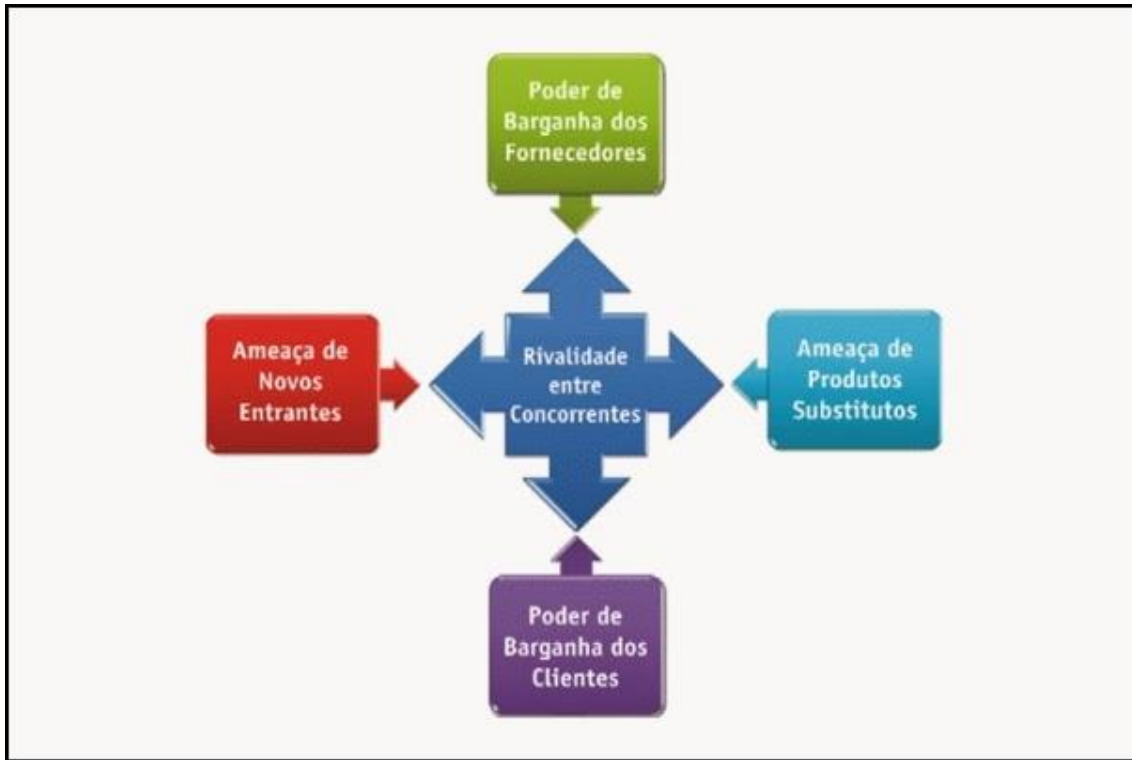 Poder de
Barganha dos
Fornecedores
Ameaça de
Novos
Entrantes
Rivalidade
entre
Concorrentes
Ameaça de
Produtos
Substitutos
Poder de
Barganha dos
Clientes